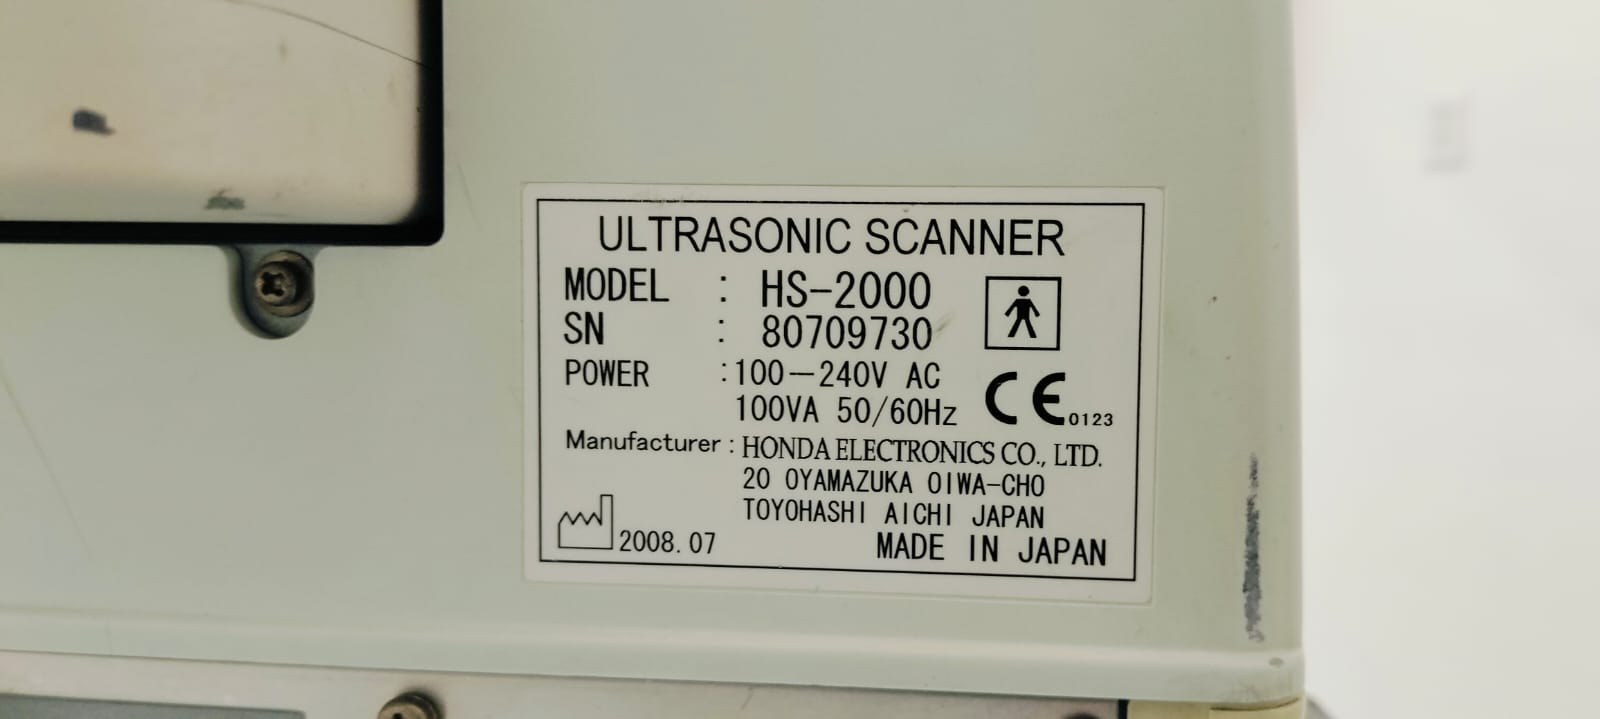 ULTRASONIC SCANNER
MODEL : HS-2000
SN : 80709730
POWER : 100-240V AC
100VA 50/60Hz
CE 0123
Manufacturer : HONDA ELECTRONICS CO., LTD.
20 OYAMAZUKA OIWA-CHO
TOYOHASHI AICHI JAPAN
2008.07
MADE IN JAPAN